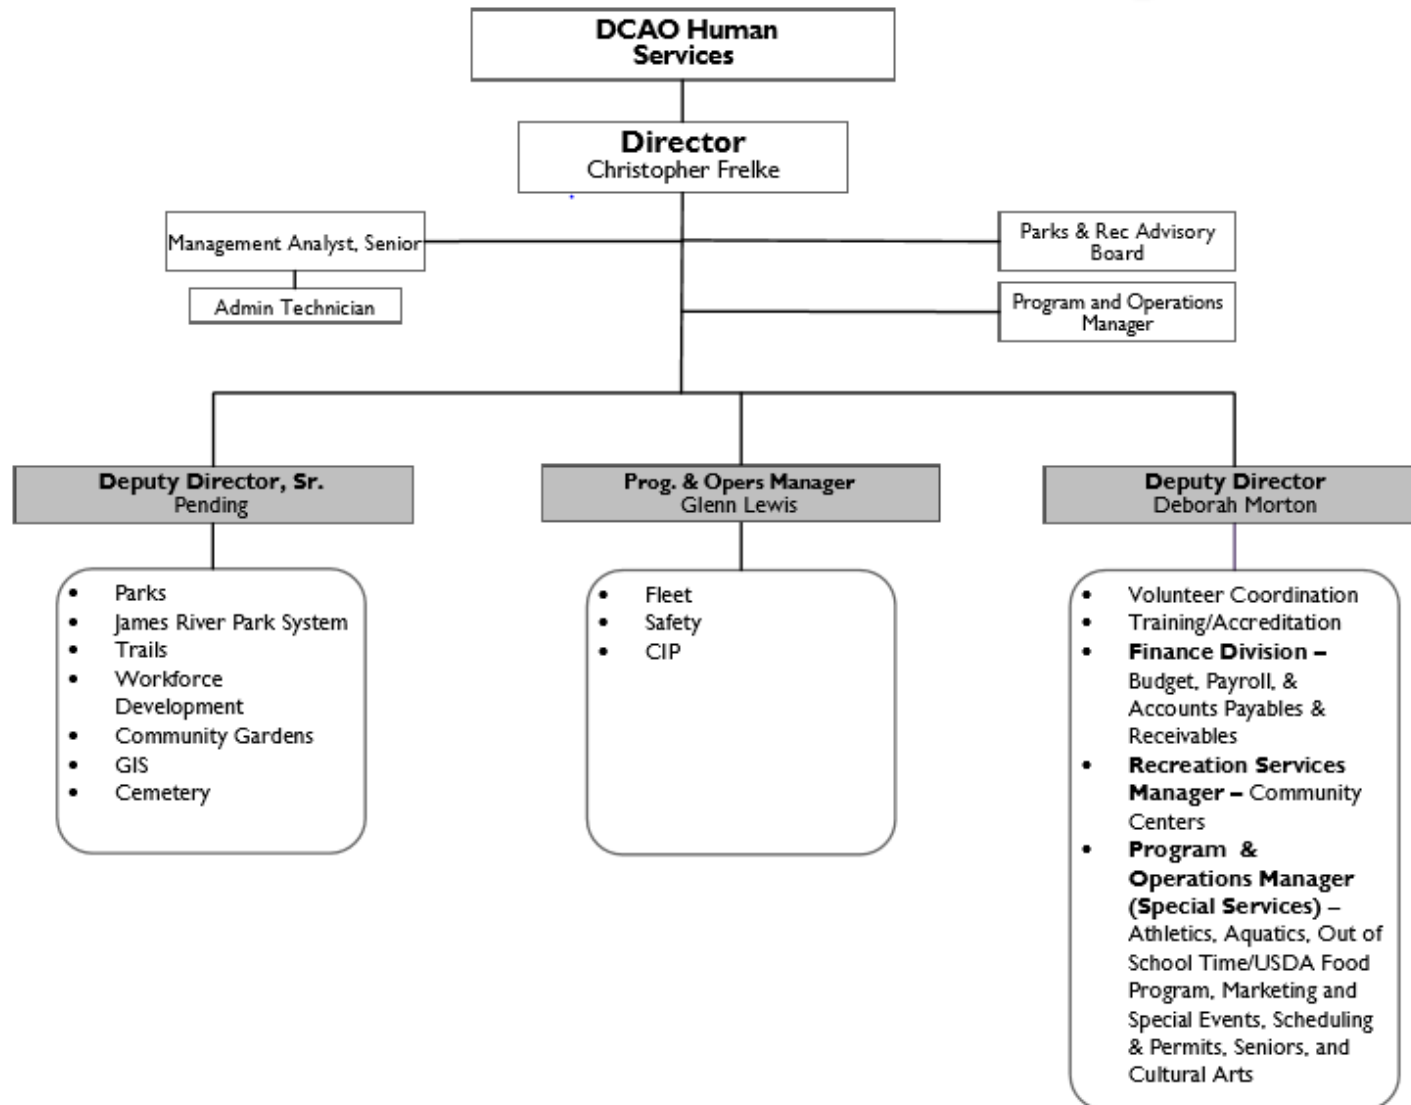 DCAO Human
Services
Director
Christopher Frelke
Management Analyst, Senior
Admin Technician
Parks & Rec Advisory
Board
Program and Operations
Manager
Deputy Director, Sr.
Pending
Prog. & Opers Manager
Glenn Lewis
Deputy Director
Deborah Morton
• Parks
• James River Park System
• Trails
• Workforce
Development
• Community Gardens
• GIS
• Cemetery
• Fleet
• Safety
• CIP
• Volunteer Coordination
• Training/Accreditation
• Finance Division –
Budget, Payroll, &
Accounts Payables &
Receivables
• Recreation Services
Manager – Community
Centers
• Program &
Operations Manager
(Special Services) –
Athletics, Aquatics, Out of
School Time/USDA Food
Program, Marketing and
Special Events, Scheduling
& Permits, Seniors, and
Cultural Arts